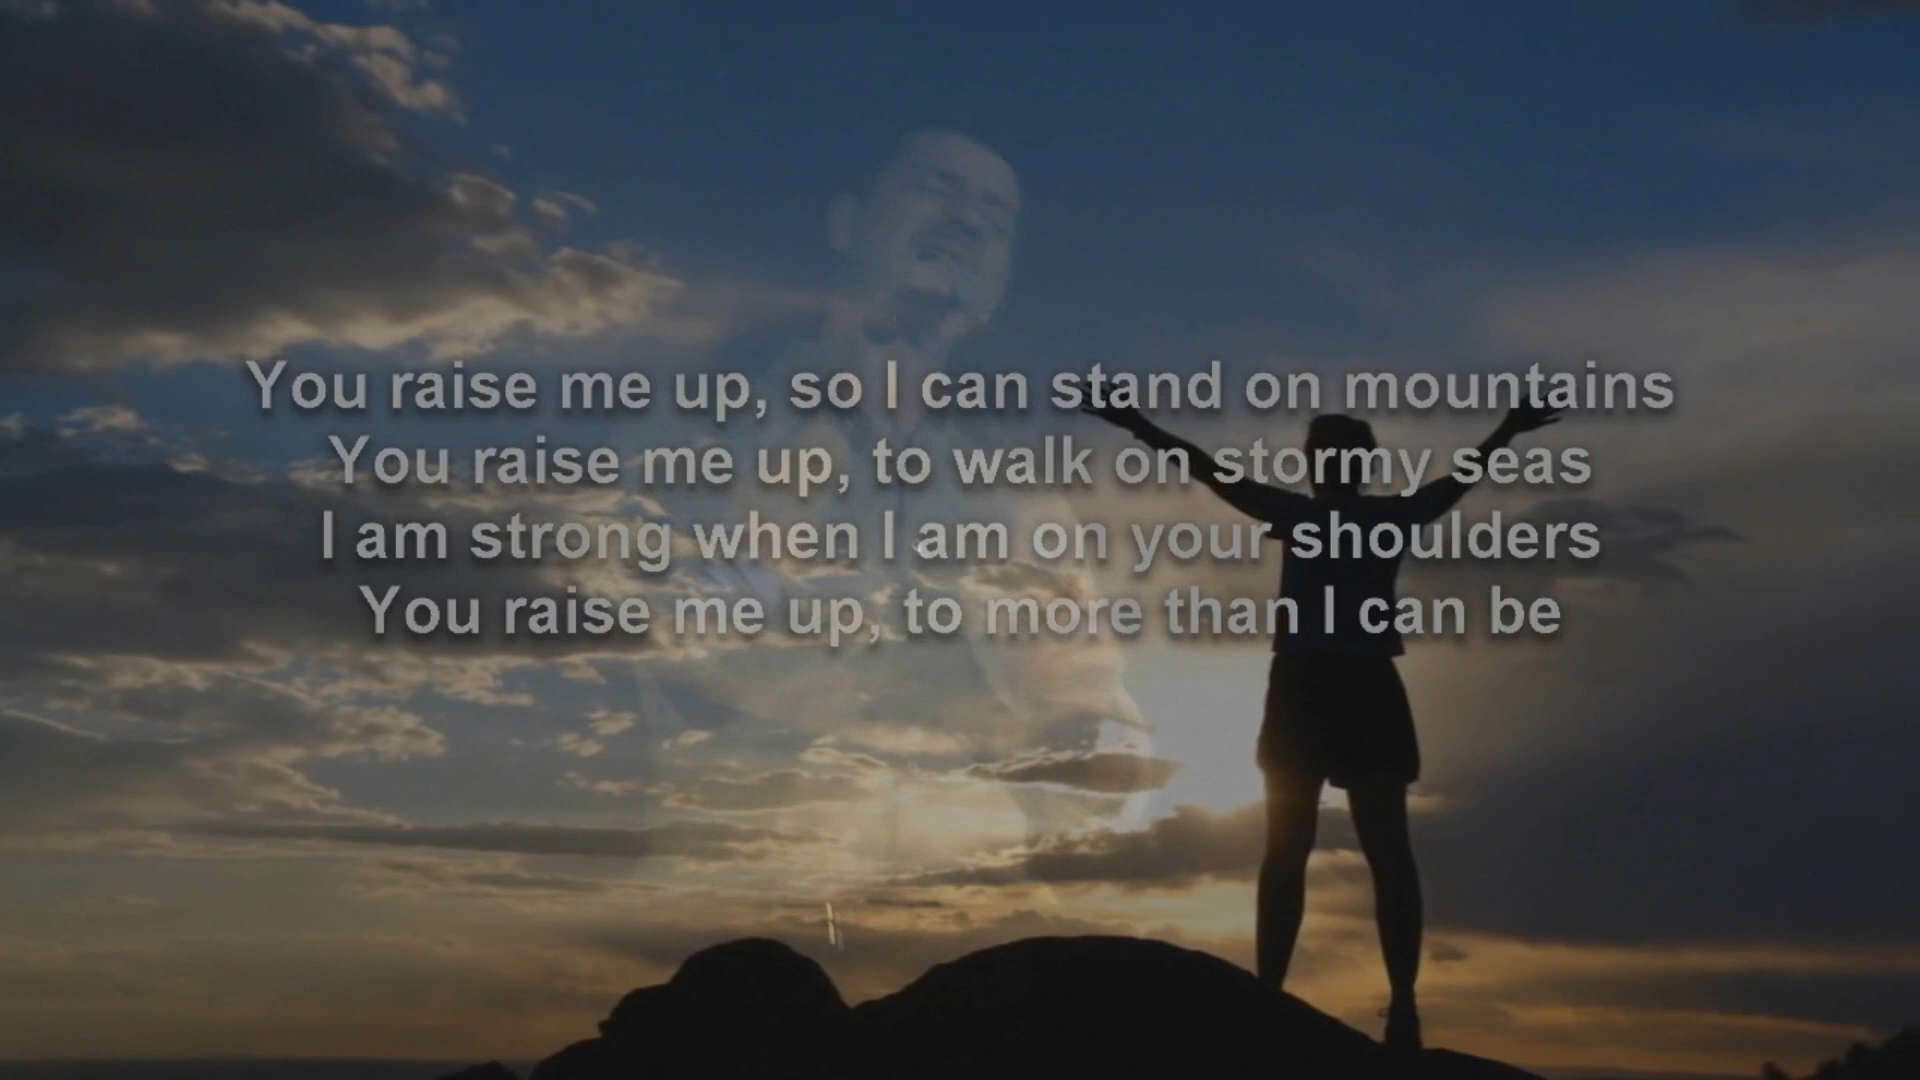 You raise me up, so I can stand on mountains
You raise me up, to walk on stormy seas
I am strong when I am on your shoulders
You raise me up, to more than I can be